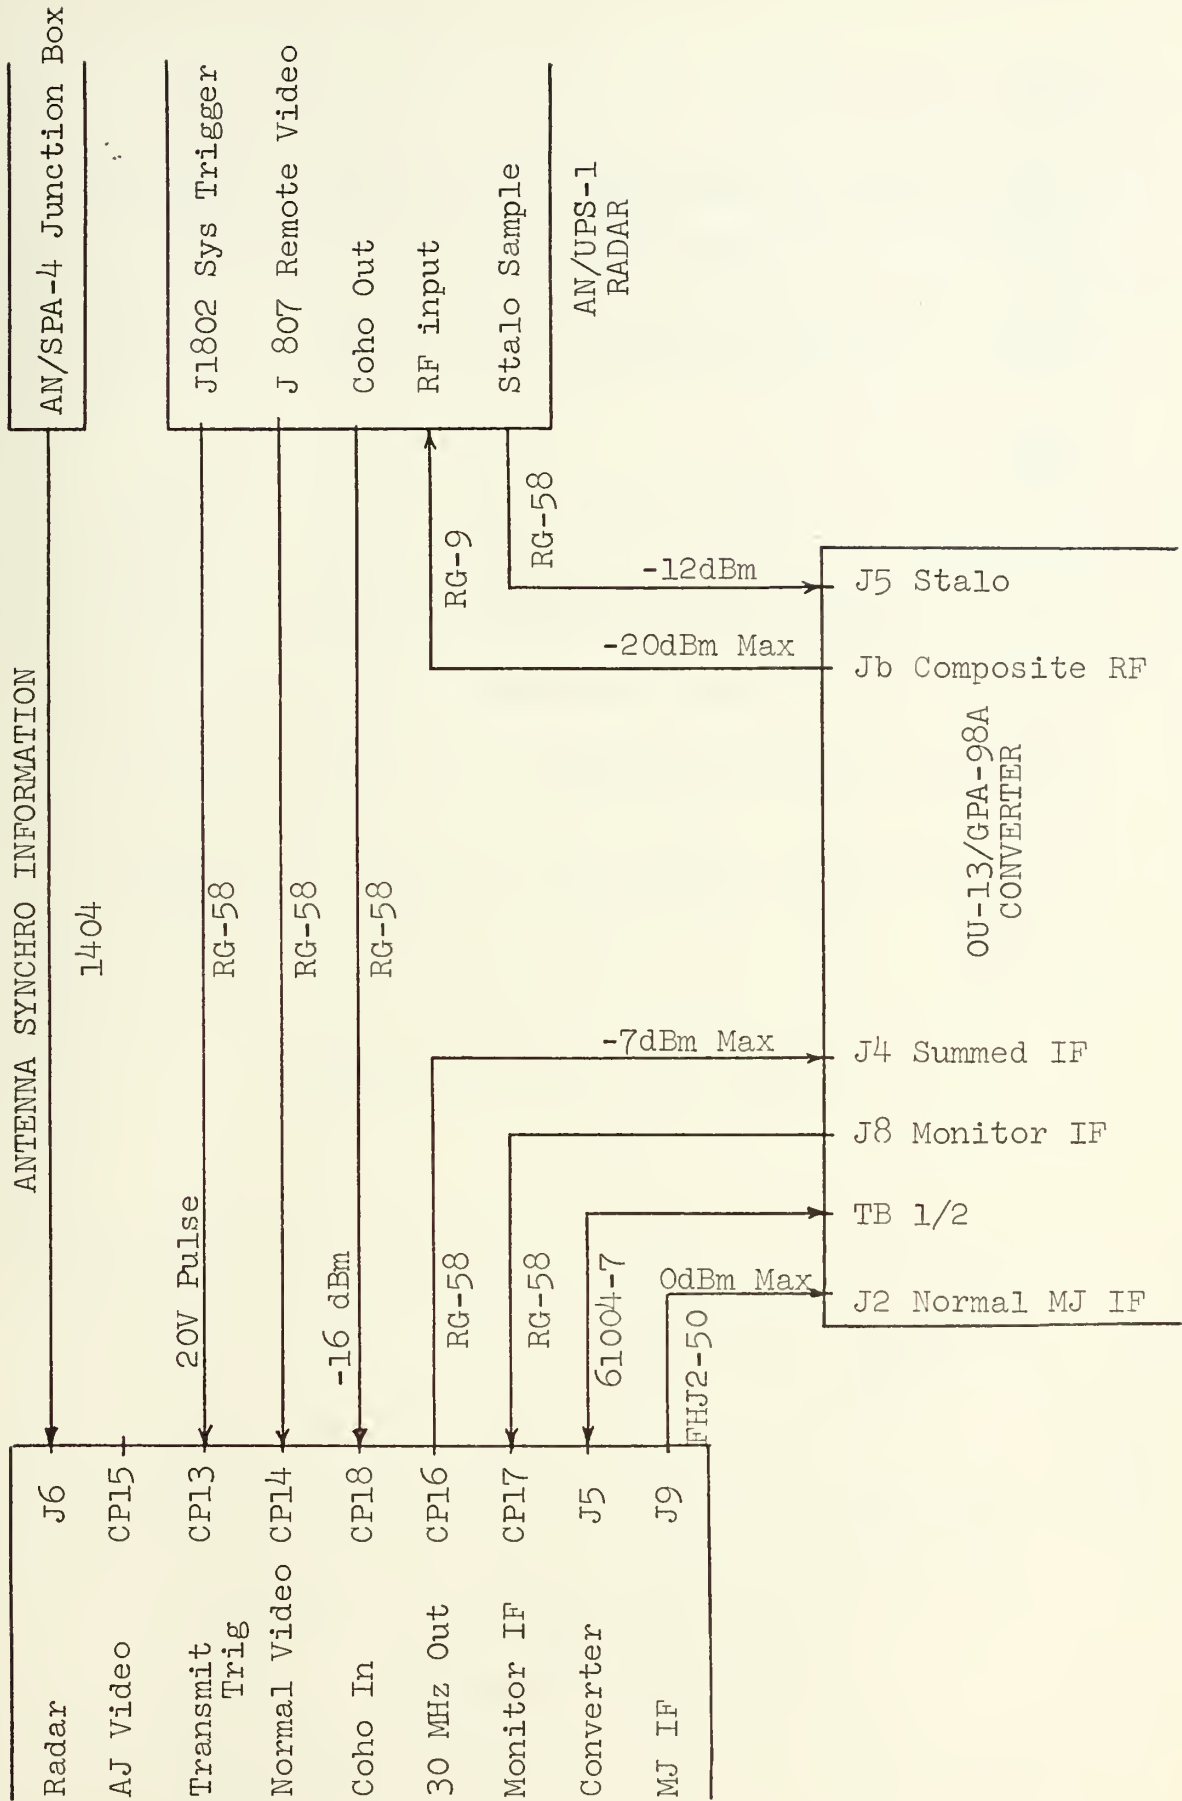 AN/SPA-4 Junction Box
ANTENNA SYNCHRO INFORMATION
1404
J1802 Sys Trigger
J 807 Remote Video
Coho Out
RF input
Stalo Sample
AN/UPS-1
RADAR
20V Pulse
RG-58
RG-58
-16 dBm
RG-58
RG-9
RG-58
-12dBm
-20dBm Max
-7dBm Max
RG-58
RG-58
61004-7
0dBm Max
FHJ2-50
J5 Stalo
Jb Composite RF
OU-13/GPA-98A
CONVERTER
J4 Summed IF
J8 Monitor IF
TB 1/2
J2 Normal MJ IF
Radar J6
AJ Video CP15
Transmit CP13
Trig
Normal Video CP14
Coho In CP18
30 MHz Out CP16
Monitor IF CP17
Converter J5
MJ IF J9